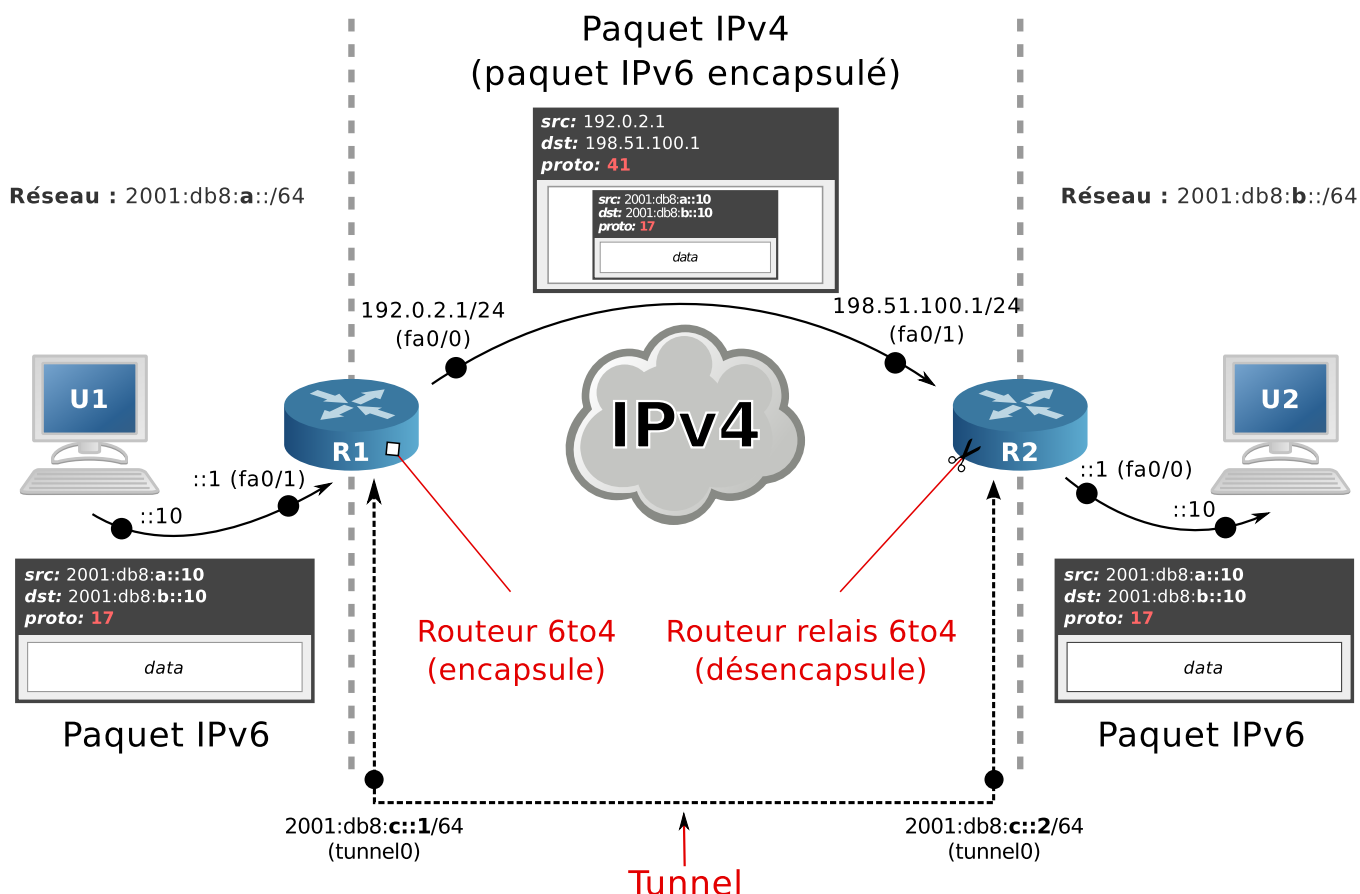 Paquet IPv4
(paquet IPv6 encapsulé)
src: 192.0.2.1
dst: 198.51.100.1
proto: 41
src: 2001:db8:a::10
dst: 2001:db8:b::10
proto: 17
data
Réseau : 2001:db8:a::/64
Réseau : 2001:db8:b::/64
192.0.2.1/24
(fa0/0)
198.51.100.1/24
(fa0/1)
IPv4
U1
R1
R2
U2
::1 (fa0/1)
::10
::1 (fa0/0)
::10
src: 2001:db8:a::10
dst: 2001:db8:b::10
proto: 17
data
Paquet IPv6
Routeur 6to4
(encapsule)
Routeur relais 6to4
(désencapsule)
src: 2001:db8:a::10
dst: 2001:db8:b::10
proto: 17
data
Paquet IPv6
2001:db8:c::1/64
(tunnel0)
2001:db8:c::2/64
(tunnel0)
Tunnel